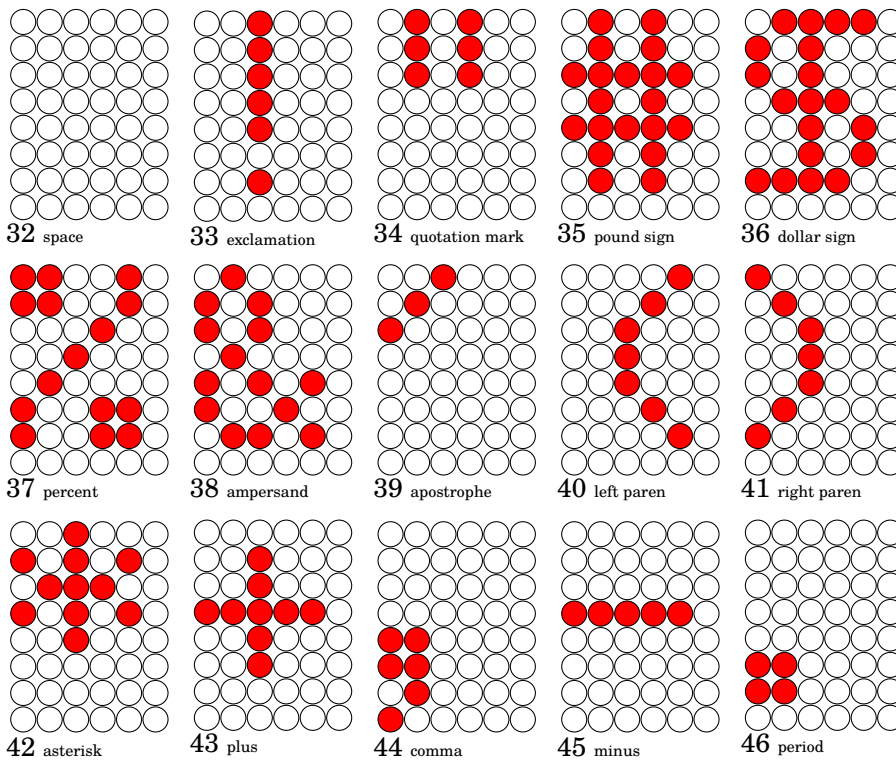 32 space 33 exclamation 34 quotation mark 35 pound sign 36 dollar sign
37 percent 38 ampersand 39 apostrophe 40 left paren 41 right paren
42 asterisk 43 plus 44 comma 45 minus 46 period